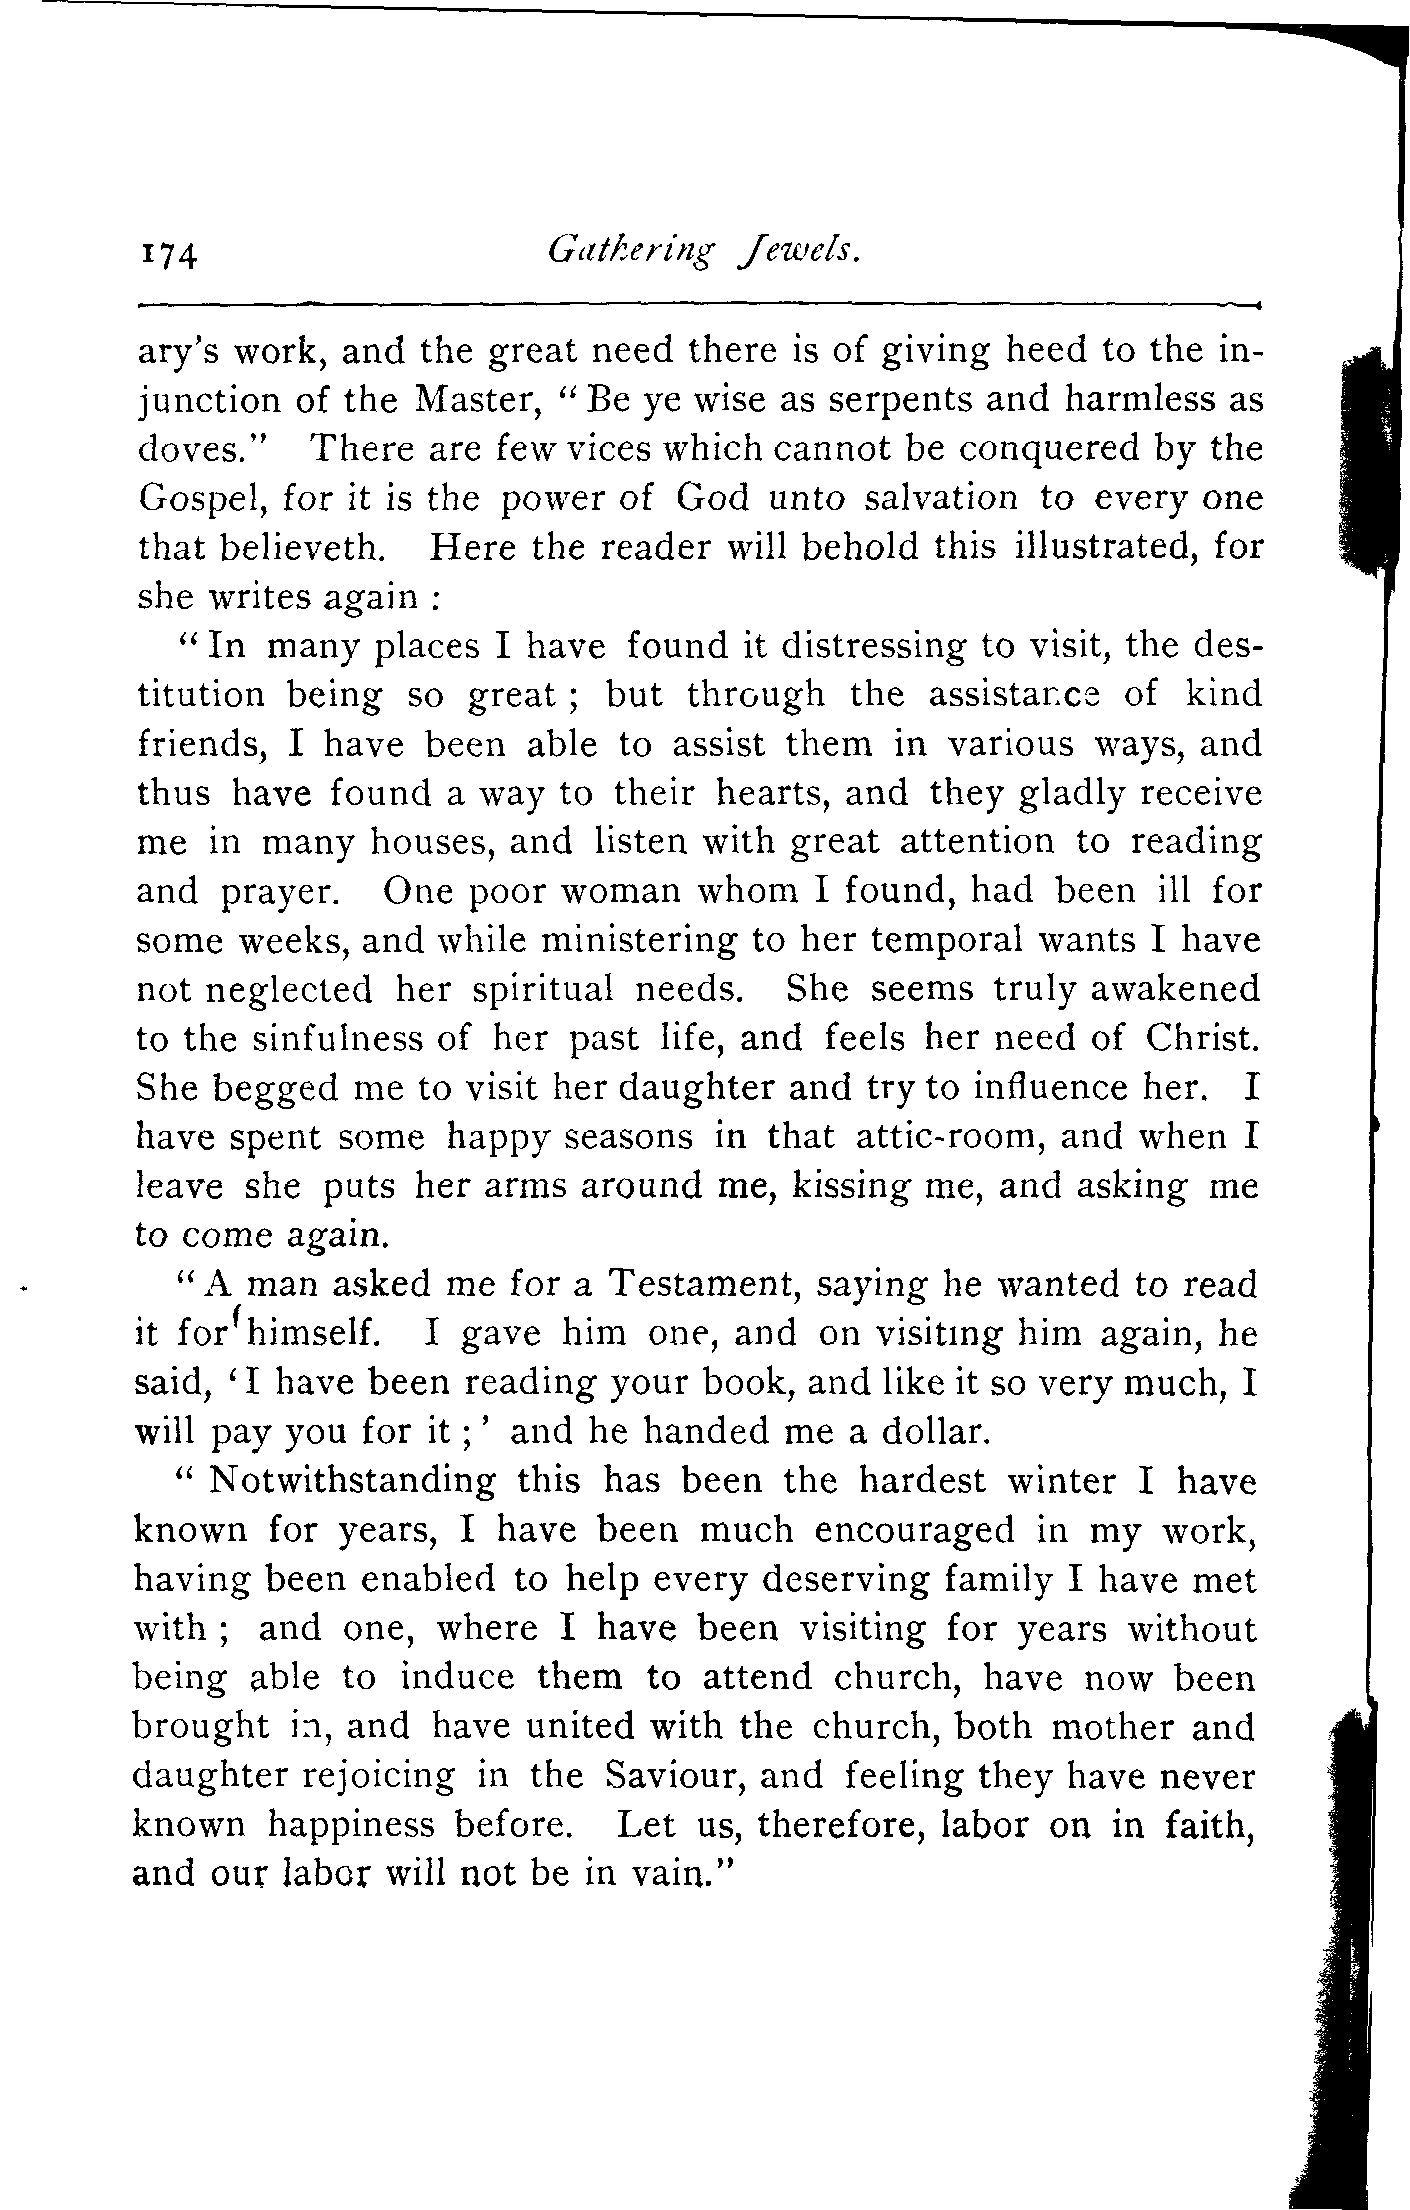 174 Gathering Jewels.
ary's work, and the great need there is of giving heed to the in-
junction of the Master, "Be ye wise as serpents and harmless as
doves." There are few vices which cannot be conquered by the
Gospel, for it is the power of God unto salvation to every one
that believeth. Here the reader will behold this illustrated, for
she writes again :
"In many places I have found it distressing to visit, the des-
titution being so great ; but through the assistance of kind
friends, I have been able to assist them in various ways, and
thus have found a way to their hearts, and they gladly receive
me in many houses, and listen with great attention to reading
and prayer. One poor woman whom I found, had been ill for
some weeks, and while ministering to her temporal wants I have
not neglected her spiritual needs. She seems truly awakened
to the sinfulness of her past life, and feels her need of Christ.
She begged me to visit her daughter and try to influence her. I
have spent some happy seasons in that attic-room, and when I
leave she puts her arms around me, kissing me, and asking me
to come again.
"A man asked me for a Testament, saying he wanted to read
it for himself. I gave him one, and on visiting him again, he
said, 'I have been reading your book, and like it so very much, I
will pay you for it ;' and he handed me a dollar.
"Notwithstanding this has been the hardest winter I have
known for years, I have been much encouraged in my work,
having been enabled to help every deserving family I have met
with ; and one, where I have been visiting for years without
being able to induce them to attend church, have now been
brought in, and have united with the church, both mother and
daughter rejoicing in the Saviour, and feeling they have never
known happiness before. Let us, therefore, labor on in faith,
and our labor will not be in vain."